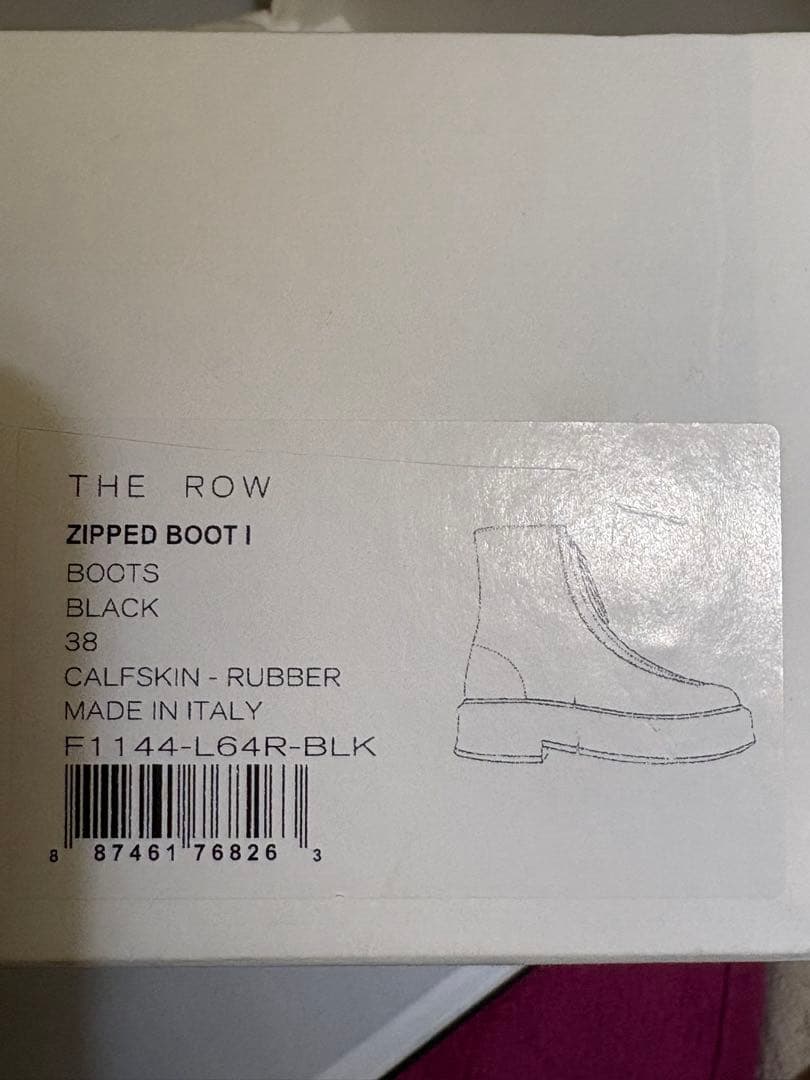 THE ROW
ZIPPED BOOT I
BOOTS
BLACK
38
CALFSKIN - RUBBER
MADE IN ITALY
F1144-L64R-BLK
8 87461 76826 3